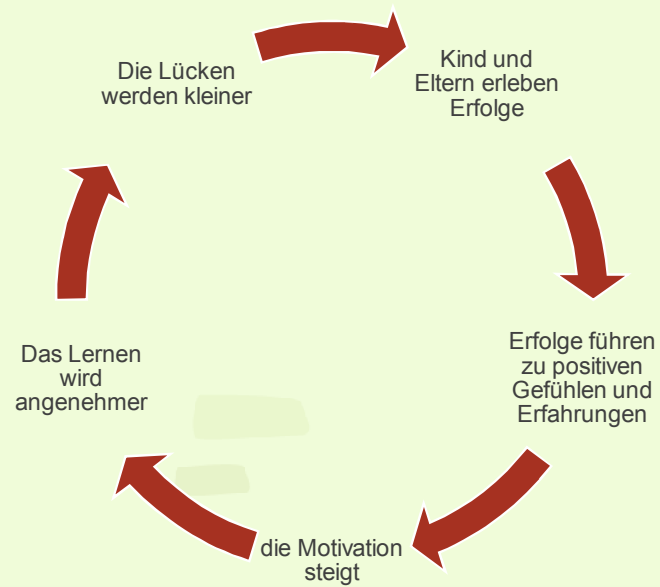 Die Lücken
werden kleiner
Kind und
Eltern erleben
Erfolge
Erfolge führen
zu positiven
Gefühlen und
Erfahrungen
die Motivation
steigt
Das Lernen
wird
angenehmer